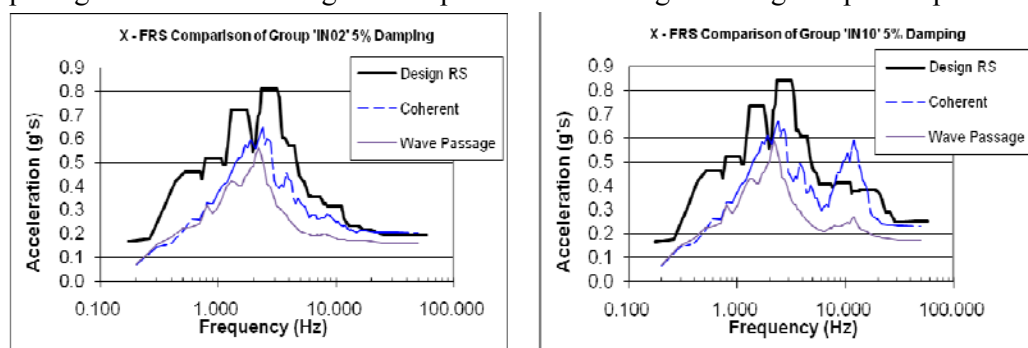 X - FRS Comparison of Group 'IN02' 5% Damping
0.9
0.8
0.7
0.6
0.5
0.4
0.3
0.2
0.1
0.0
Acceleration (g's)
Design RS
Coherent
Wave Passage
0.100 1.000 10.000 100.000
Frequency (Hz)
X - FRS Comparison of Group 'IN10' 5% Damping
0.9
0.8
0.7
0.6
0.5
0.4
0.3
0.2
0.1
0.0
Acceleration (g's)
Design RS
Coherent
Wave Passage
0.100 1.000 10.000 100.000
Frequency (Hz)